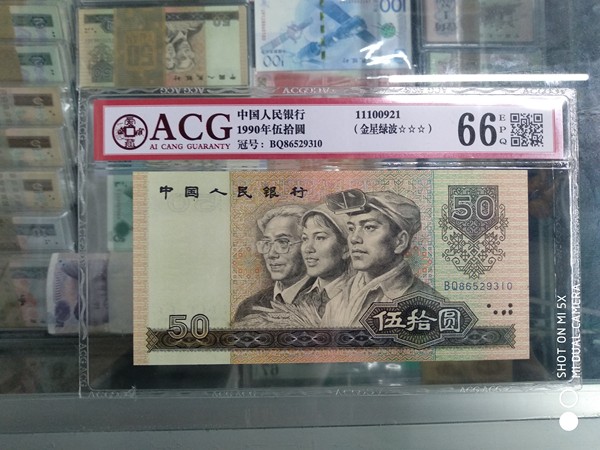 100
ACG
AI CANG GUARANTY
中国人民银行
1990年伍拾圆
冠号: BQ86529310
11100921
(金星绿波☆☆☆)
66
EPQ
中国人民银行
50
BQ86529310
50
伍拾圆
SHOT ON MI 5X
MI DUAL CAMERA